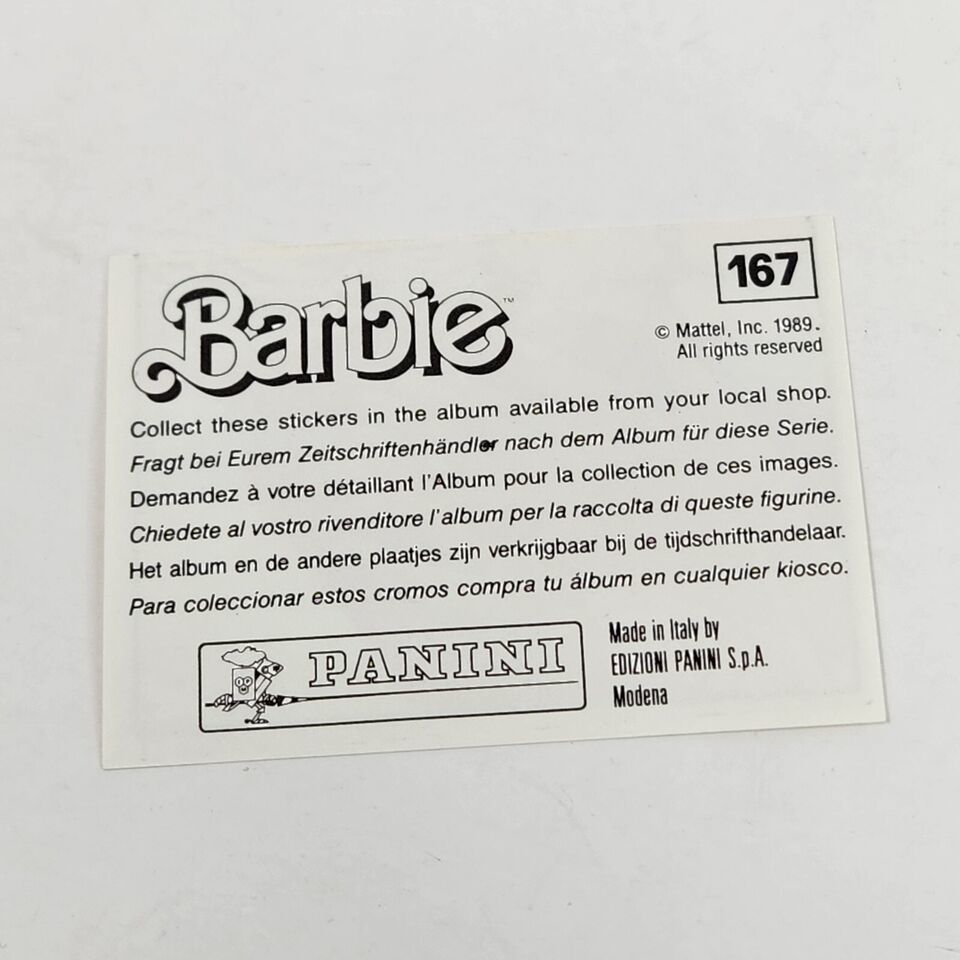 167
Barbie™
© Mattel, Inc. 1989.
All rights reserved
Collect these stickers in the album available from your local shop.
Fragt bei Eurem Zeitschriftenhändler nach dem Album für diese Serie.
Demandez à votre détaillant l'Album pour la collection de ces images.
Chiedete al vostro rivenditore l'album per la raccolta di queste figurine.
Het album en de andere plaatjes zijn verkrijgbaar bij de tijdschrifthandelaar.
Para coleccionar estos cromos compra tu álbum en cualquier kiosco.
PANINI
Made in Italy by
EDIZIONI PANINI S.p.A.
Modena